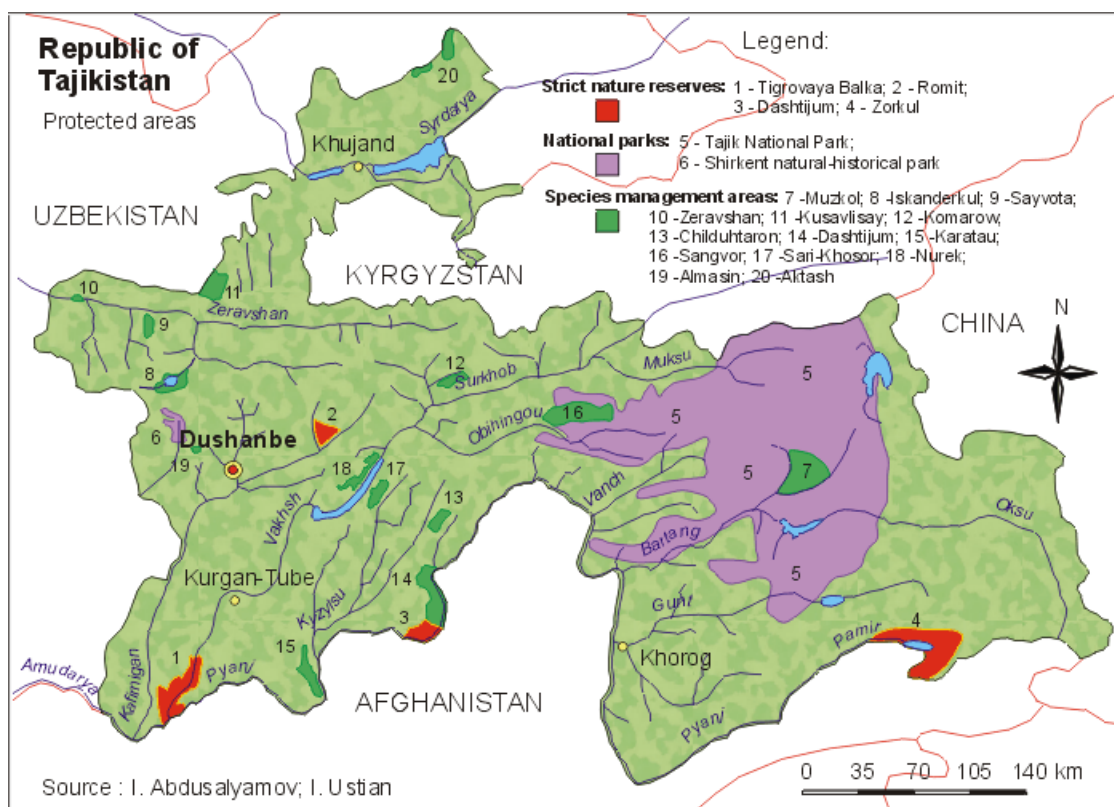 Republic of
Tajikistan
Protected areas
Legend:
Strict nature reserves: 1 - Tigrovaya Balka; 2 - Romit;
3 - Dashtijum; 4 - Zorkul
National parks: 5 - Tajik National Park;
6 - Shirkent natural-historical park
Species management areas: 7 -Muzkol; 8 -Iskanderkul; 9 -Sayvota;
10 -Zeravshan; 11 -Kusavlisay; 12 -Komarow;
13 -Childuhtaron; 14 -Dashtijum; 15 -Karatau;
16 -Sangvor; 17 -Sari-Khosor; 18 -Nurek;
19 -Almasin; 20 -Aktash
20
Syrdarya
Khujand
UZBEKISTAN
KYRGYZSTAN
CHINA
N
10
11
Zeravshan
9
8
12
Surkhob
Muksu
5
Obihingou
16
5
6
Dushanbe
2
19
18
17
13
5
7
Vakhsh
Vanch
Bartang
Oksu
Kurgan-Tube
14
5
Kyzylsu
3
Gunt
4
Pamir
Khorog
15
1
Pyanj
Kafirnigan
Amudarya
AFGHANISTAN
Pyanj
0 35 70 105 140 km
Source : I. Abdusalyamov; I. Ustian